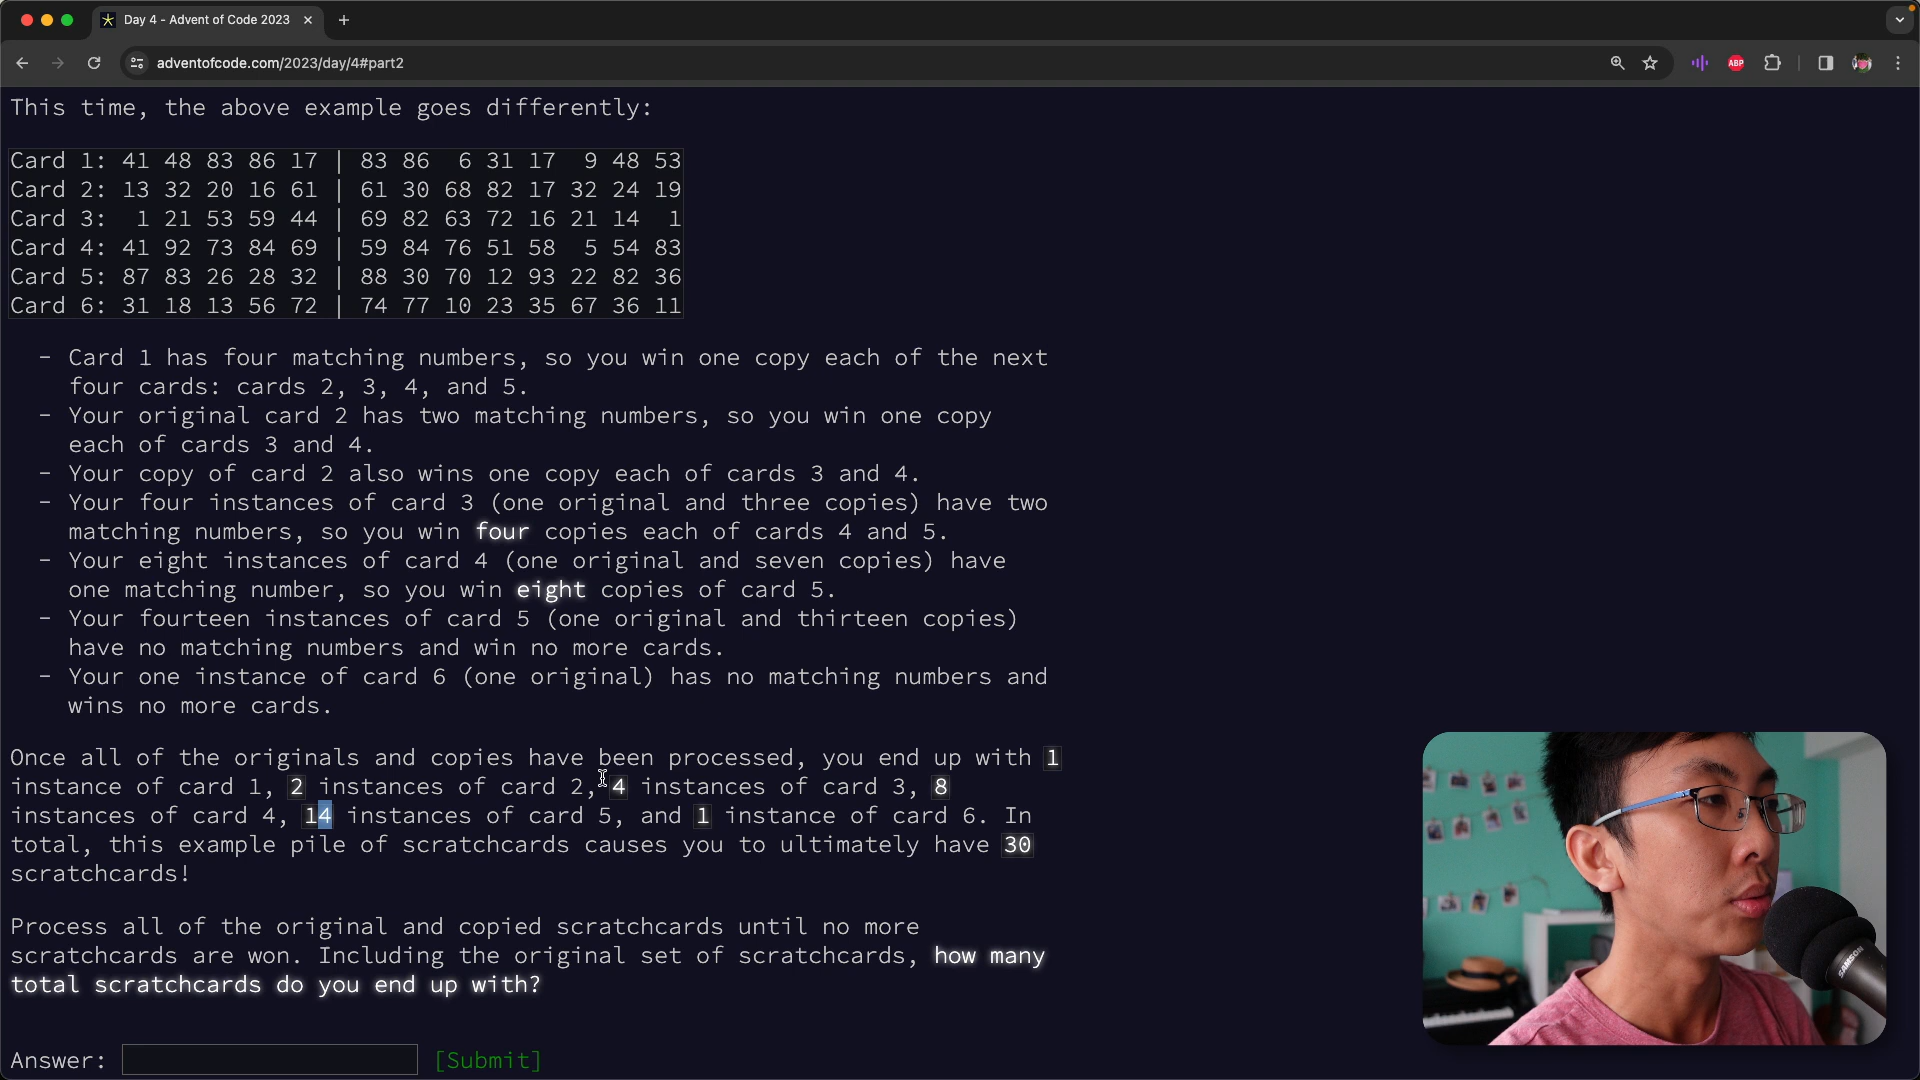 Day 4 - Advent of Code 2023
adventofcode.com/2023/day/4#part2
ABP
This time, the above example goes differently:
Card 1: 41 48 83 86 17 | 83 86  6 31 17  9 48 53
Card 2: 13 32 20 16 61 | 61 30 68 82 17 32 24 19
Card 3:  1 21 53 59 44 | 69 82 63 72 16 21 14  1
Card 4: 41 92 73 84 69 | 59 84 76 51 58  5 54 83
Card 5: 87 83 26 28 32 | 88 30 70 12 93 22 82 36
Card 6: 31 18 13 56 72 | 74 77 10 23 35 67 36 11
- Card 1 has four matching numbers, so you win one copy each of the next
four cards: cards 2, 3, 4, and 5.
- Your original card 2 has two matching numbers, so you win one copy
each of cards 3 and 4.
- Your copy of card 2 also wins one copy each of cards 3 and 4.
- Your four instances of card 3 (one original and three copies) have two
matching numbers, so you win four copies each of cards 4 and 5.
- Your eight instances of card 4 (one original and seven copies) have
one matching number, so you win eight copies of card 5.
- Your fourteen instances of card 5 (one original and thirteen copies)
have no matching numbers and win no more cards.
- Your one instance of card 6 (one original) has no matching numbers and
wins no more cards.
Once all of the originals and copies have been processed, you end up with 1
instance of card 1, 2 instances of card 2, 4 instances of card 3, 8
instances of card 4, 14 instances of card 5, and 1 instance of card 6. In
total, this example pile of scratchcards causes you to ultimately have 30
scratchcards!
Process all of the original and copied scratchcards until no more
scratchcards are won. Including the original set of scratchcards, how many
total scratchcards do you end up with?
Answer: [Submit]
SAMSON